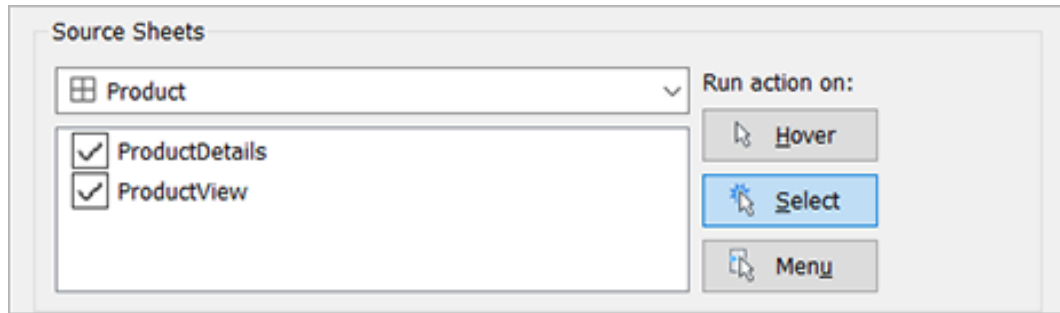 Source Sheets
Product
Run action on:
ProductDetails
ProductView
Hover
Select
Menu